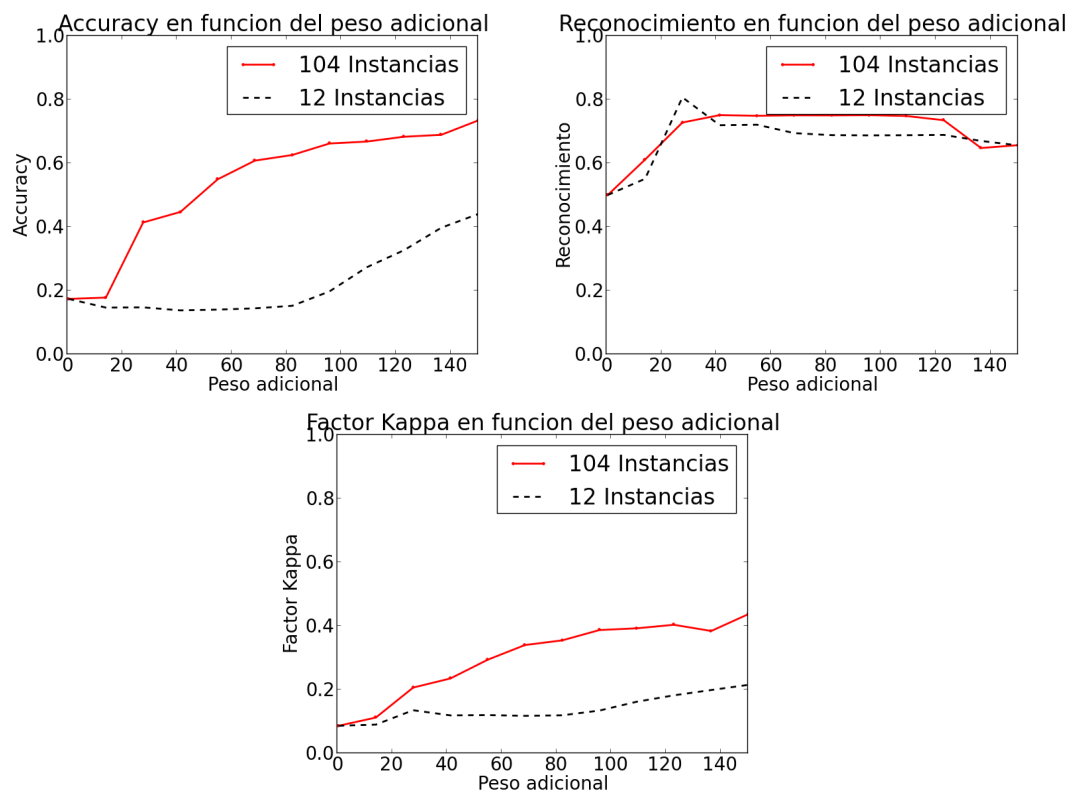 Accuracy en funcion del peso adicional
1.0
0.8
0.6
0.4
0.2
0.0
Accuracy
104 Instancias
12 Instancias
0 20 40 60 80 100 120 140
Peso adicional
Reconocimiento en funcion del peso adicional
1.0
0.8
0.6
0.4
0.2
0.0
Reconocimiento
104 Instancias
12 Instancias
0 20 40 60 80 100 120 140
Peso adicional
Factor Kappa en funcion del peso adicional
1.0
0.8
0.6
0.4
0.2
0.0
Factor Kappa
104 Instancias
12 Instancias
0 20 40 60 80 100 120 140
Peso adicional